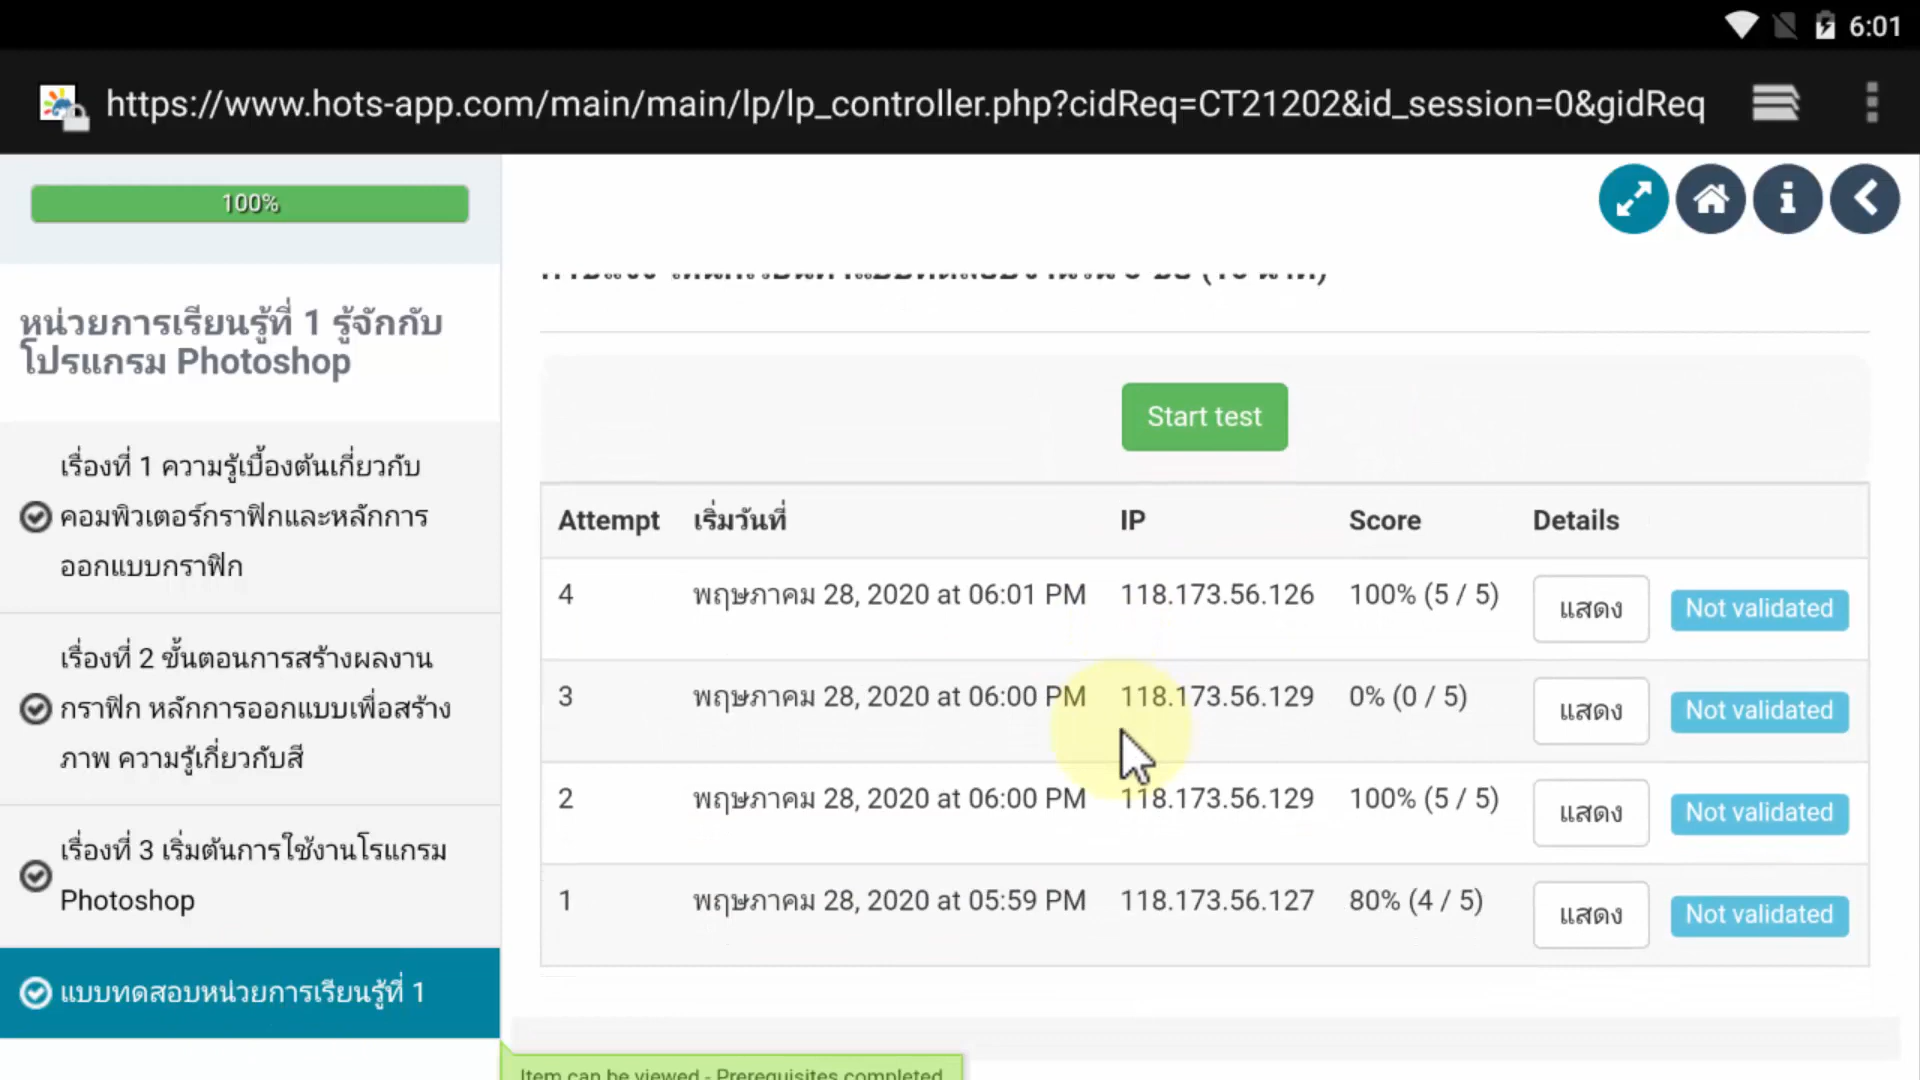 6:01
https://www.hots-app.com/main/main/lp/lp_controller.php?cidReq=CT21202&id_session=0&gidReq
100%
หน่วยการเรียนรู้ที่ 1 รู้จักกับ
โปรแกรม Photoshop
เรื่องที่ 1 ความรู้เบื้องต้นเกี่ยวกับ
คอมพิวเตอร์กราฟิกและหลักการ
ออกแบบกราฟิก
เรื่องที่ 2 ขั้นตอนการสร้างผลงาน
กราฟิก หลักการออกแบบเพื่อสร้าง
ภาพ ความรู้เกี่ยวกับสี
เรื่องที่ 3 เริ่มต้นการใช้งานโรแกรม
Photoshop
แบบทดสอบหน่วยการเรียนรู้ที่ 1
Start test
Attempt เริ่มวันที่ IP Score Details
4 พฤษภาคม 28, 2020 at 06:01 PM 118.173.56.126 100% (5 / 5) แสดง Not validated
3 พฤษภาคม 28, 2020 at 06:00 PM 118.173.56.129 0% (0 / 5) แสดง Not validated
2 พฤษภาคม 28, 2020 at 06:00 PM 118.173.56.129 100% (5 / 5) แสดง Not validated
1 พฤษภาคม 28, 2020 at 05:59 PM 118.173.56.127 80% (4 / 5) แสดง Not validated
Item can be viewed - Prerequisites completed